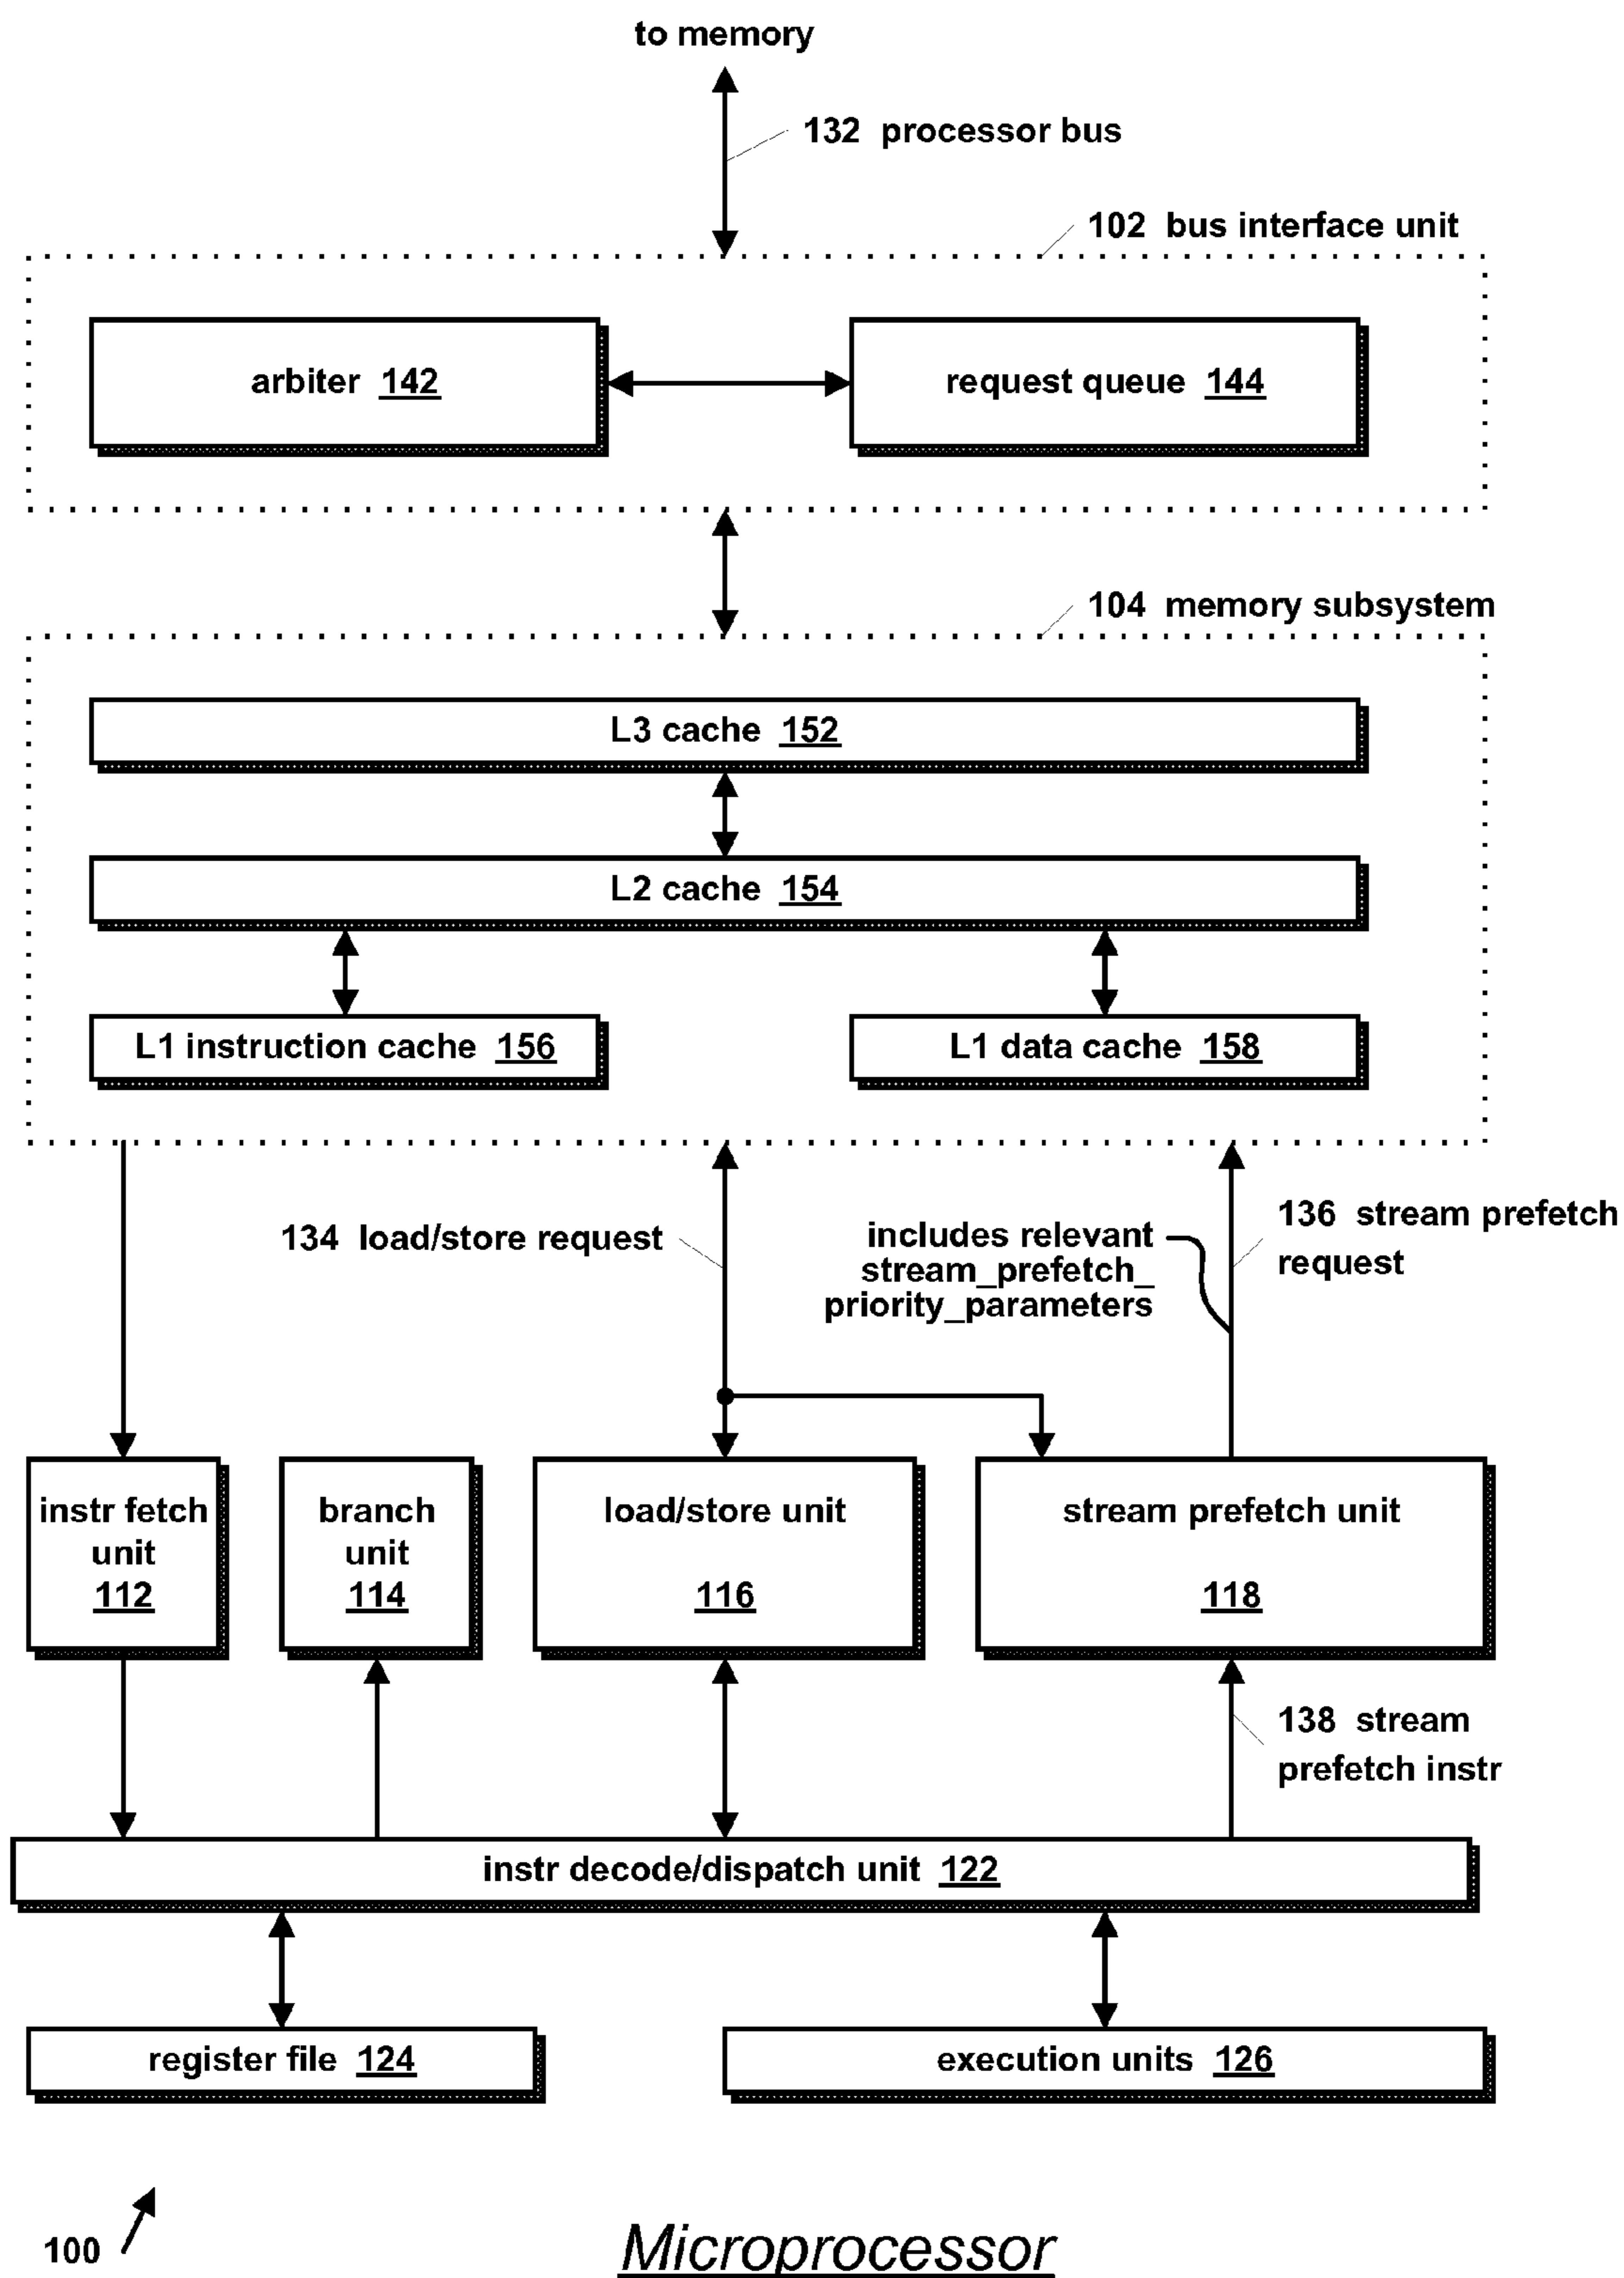 to memory
132 processor bus
102 bus interface unit
arbiter 142
request queue 144
104 memory subsystem
L3 cache 152
L2 cache 154
L1 instruction cache 156
L1 data cache 158
134 load/store request
includes relevant
stream_prefetch_
priority_parameters
136 stream prefetch
request
instr fetch
unit
112
branch
unit
114
load/store unit
116
stream prefetch unit
118
138 stream
prefetch instr
instr decode/dispatch unit 122
register file 124
execution units 126
100
Microprocessor